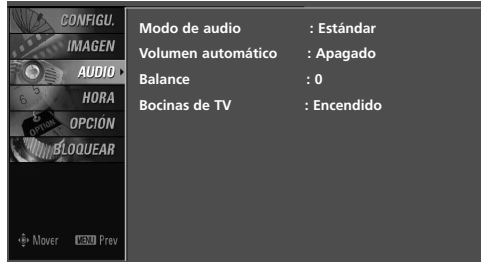 CONFIGU.
IMAGEN
AUDIO
HORA
OPCIÓN
BLOQUEAR
Mover MENU Prev
Modo de audio : Estándar
Volumen automático : Apagado
Balance : 0
Bocinas de TV : Encendido